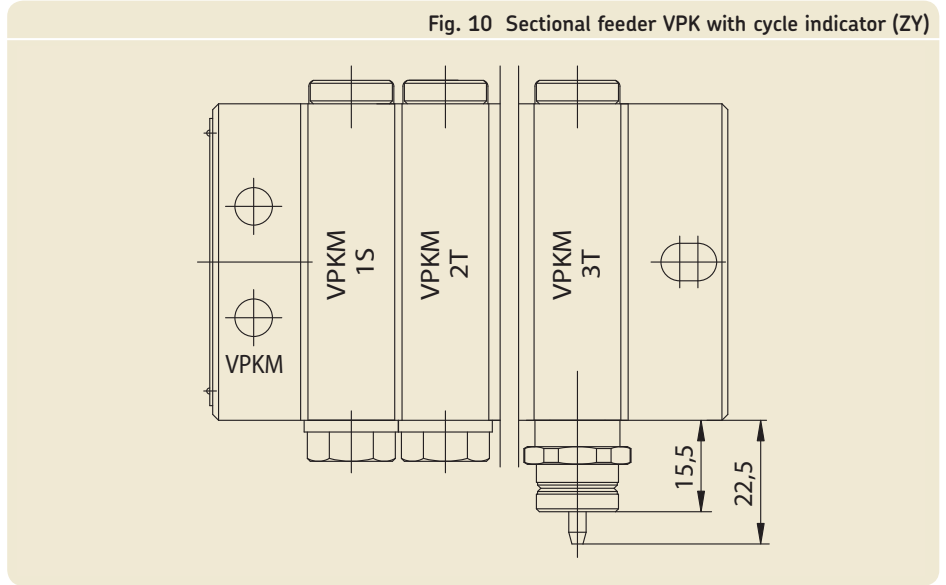 Fig. 10 Sectional feeder VPK with cycle indicator (ZY)
VPKM
1S
VPKM
2T
VPKM
3T
VPKM
15,5
22,5